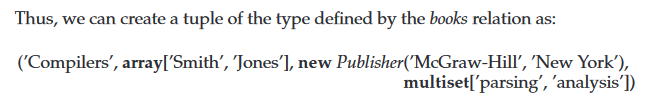 Thus, we can create a tuple of the type defined by the books relation as:
(’Compilers’, array[’Smith’, ’Jones’], new Publisher(’McGraw-Hill’, ’New York’),
multiset[’parsing’, ’analysis’])